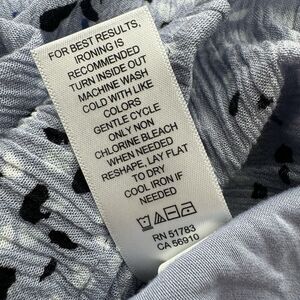 FOR BEST RESULTS,
IRONING IS
RECOMMENDED
TURN INSIDE OUT
MACHINE WASH
COLD WITH LIKE
COLORS
GENTLE CYCLE
ONLY NON
CHLORINE BLEACH
WHEN NEEDED
RESHAPE, LAY FLAT
TO DRY
COOL IRON IF
NEEDED
RN 51783
CA 56910